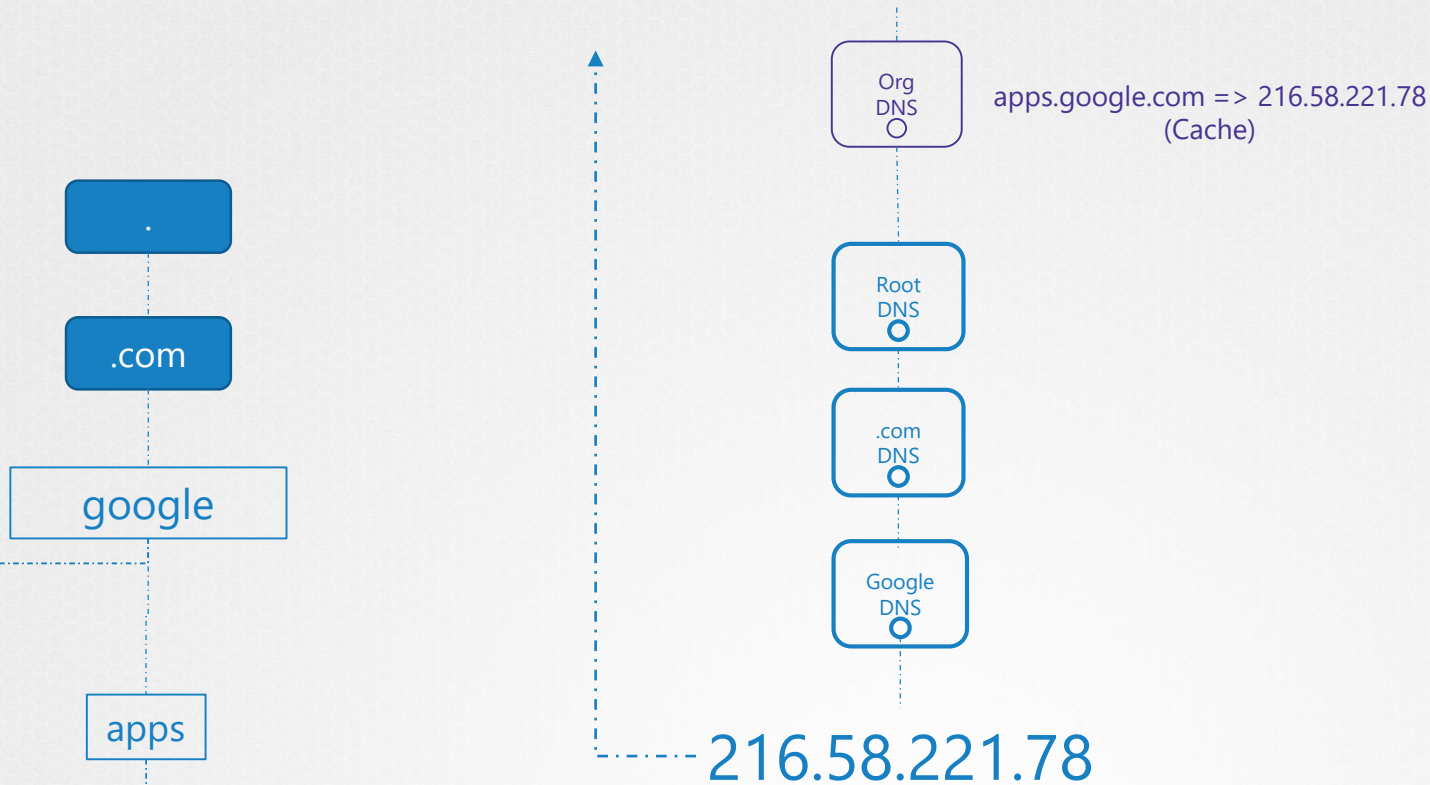 .
.com
google
apps
Org
DNS
apps.google.com => 216.58.221.78
(Cache)
Root
DNS
.com
DNS
Google
DNS
216.58.221.78